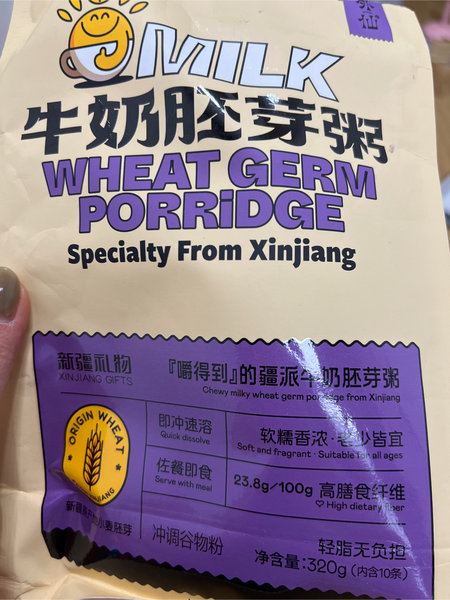 MILK
牛奶胚芽粥
WHEAT GERM
PORRiDGE
Specialty From Xinjiang
新疆礼物
XINJIANG GIFTS
『嚼得到』的疆派牛奶胚芽粥
Chewy milky wheat germ porridge from Xinjiang
ORIGIN WHEAT
即冲速溶
Quick dissolve
软糯香浓·老少皆宜
Soft and fragrant · Suitable for all ages
佐餐即食
Serve with meal
23.8g/100g 高膳食纤维
High dietary fiber
小麦胚芽
冲调谷物粉
轻脂无负担
净含量:320g(内含10条)